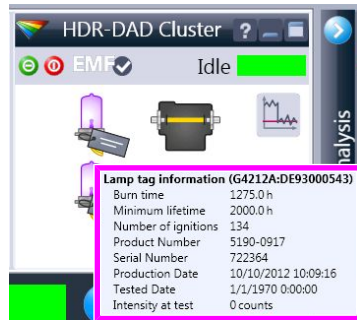 HDR-DAD Cluster ? _
EMF Idle
nalysis
Lamp tag information (G4212A:DE93000543)
Burn time 1275.0 h
Minimum lifetime 2000.0 h
Number of ignitions 134
Product Number 5190-0917
Serial Number 722364
Production Date 10/10/2012 10:09:16
Tested Date 1/1/1970 0:00:00
Intensity at test 0 counts